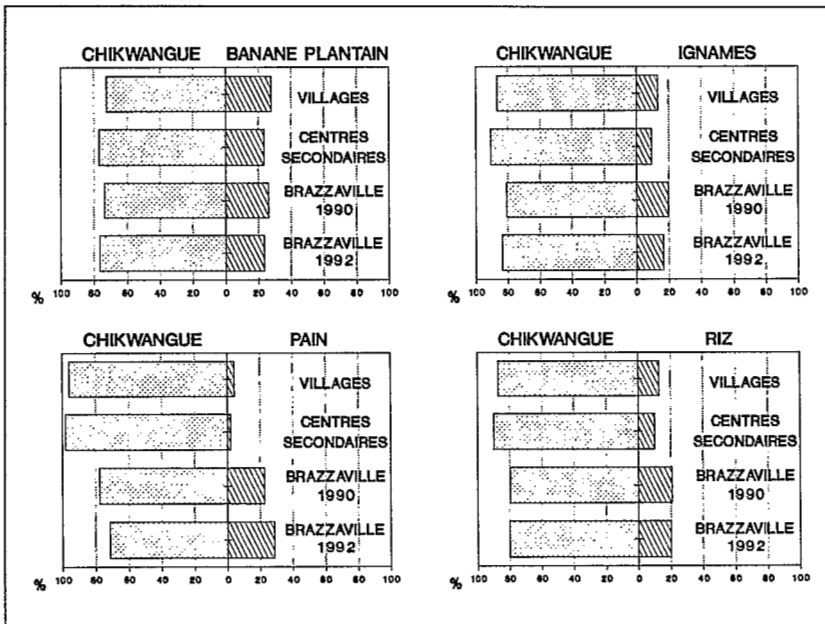 CHIKWANGUE BANANE PLANTAIN
VILLAGES
CENTRES
SECONDAIRES
BRAZZAVILLE
1990
BRAZZAVILLE
1992
% 100 80 60 40 20 0 20 40 60 80 100
CHIKWANGUE IGNAMES
VILLAGES
CENTRES
SECONDAIRES
BRAZZAVILLE
1990
BRAZZAVILLE
1992
% 100 80 60 40 20 0 20 40 60 80 100
CHIKWANGUE PAIN
VILLAGES
CENTRES
SECONDAIRES
BRAZZAVILLE
1990
BRAZZAVILLE
1992
% 100 80 60 40 20 0 20 40 60 80 100
CHIKWANGUE RIZ
VILLAGES
CENTRES
SECONDAIRES
BRAZZAVILLE
1990
BRAZZAVILLE
1992
% 100 80 60 40 20 0 20 40 60 80 100